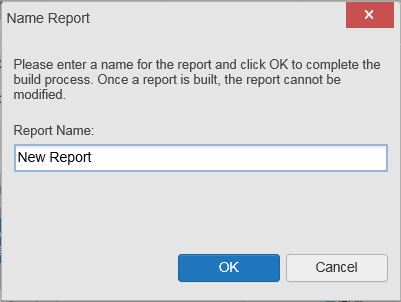 Name Report
x
Please enter a name for the report and click OK to complete the
build process. Once a report is built, the report cannot be
modified.
Report Name:
New Report
OK
Cancel